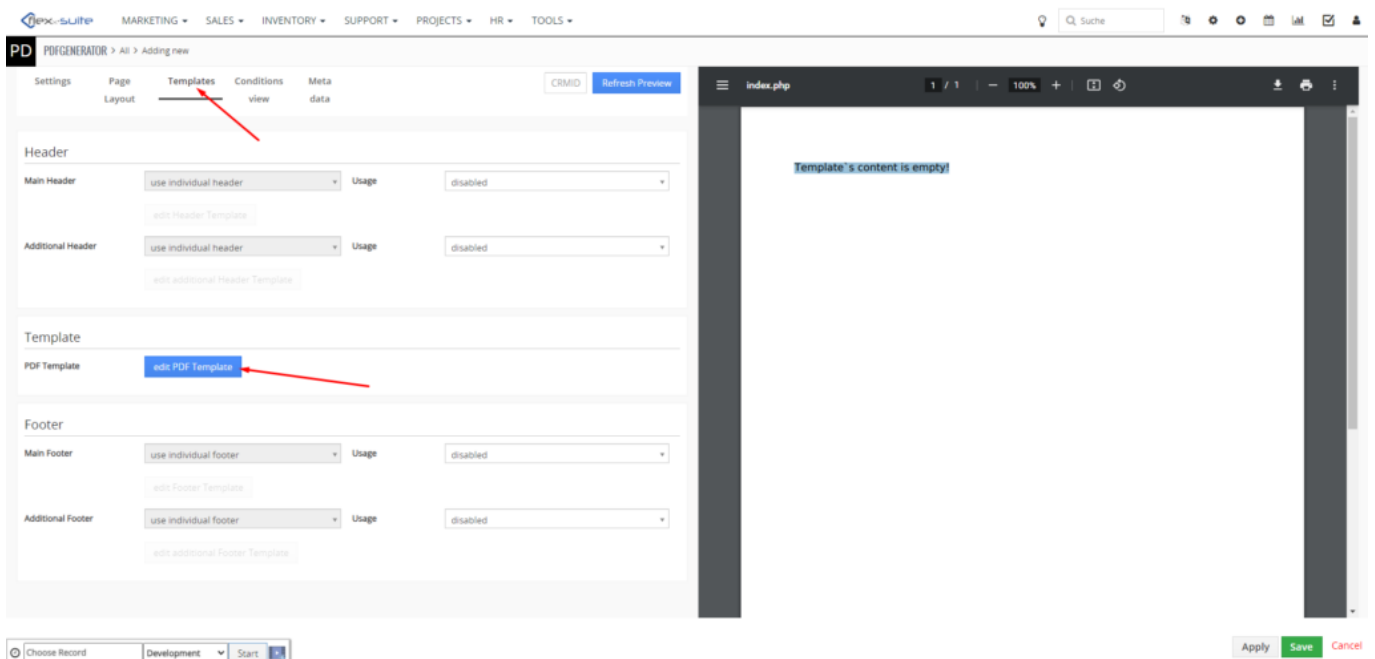 flex-suite MARKETING SALES INVENTORY SUPPORT PROJECTS HR TOOLS Suche
PD PDFGENERATOR > All > Adding new
Settings Page Layout Templates Conditions view Meta data CRMID Refresh Preview
index.php 1 / 1 100%
Template`s content is empty!
Header
Main Header use individual header Usage disabled
edit Header Template
Additional Header use individual header Usage disabled
edit additional Header Template
Template
PDF Template edit PDF Template
Footer
Main Footer use individual footer Usage disabled
edit Footer Template
Additional Footer use individual footer Usage disabled
edit additional Footer Template
Choose Record Development Start
Apply Save Cancel